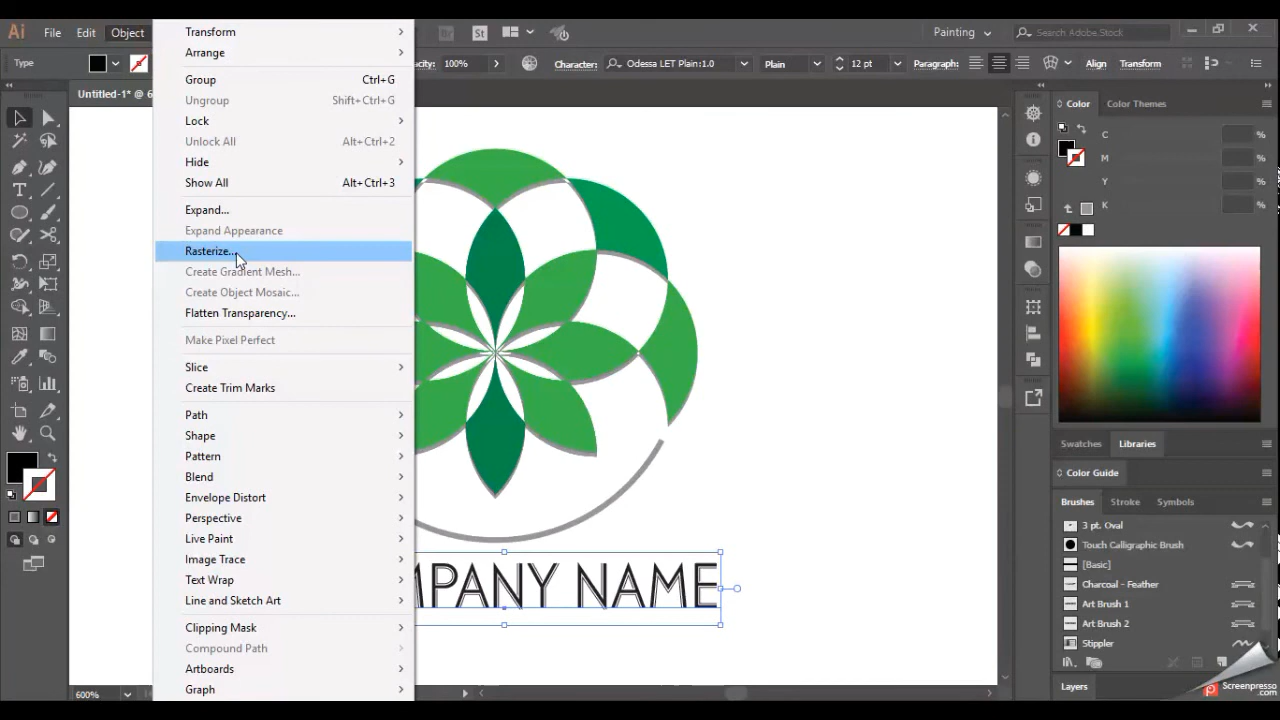 Ai File Edit Object St Painting Search Adobe Stock
Type acity: 100% Character: Odessa LET Plain:1.0 Plain 12 pt Paragraph: Align Transform
Untitled-1* @ 6
Transform
Arrange
Group Ctrl+G
Ungroup Shift+Ctrl+G
Lock
Unlock All Alt+Ctrl+2
Hide
Show All Alt+Ctrl+3
Expand...
Expand Appearance
Rasterize...
Create Gradient Mesh...
Create Object Mosaic...
Flatten Transparency...
Make Pixel Perfect
Slice
Create Trim Marks
Path
Shape
Pattern
Blend
Envelope Distort
Perspective
Live Paint
Image Trace
Text Wrap
Line and Sketch Art
Clipping Mask
Compound Path
Artboards
Graph
MPANY NAME
600%
Color Color Themes
C %
M %
Y %
K %
Swatches Libraries
Color Guide
Brushes Stroke Symbols
3 pt. Oval
Touch Calligraphic Brush
[Basic]
Charcoal - Feather
Art Brush 1
Art Brush 2
Stippler
Layers
Screenpresso
.com